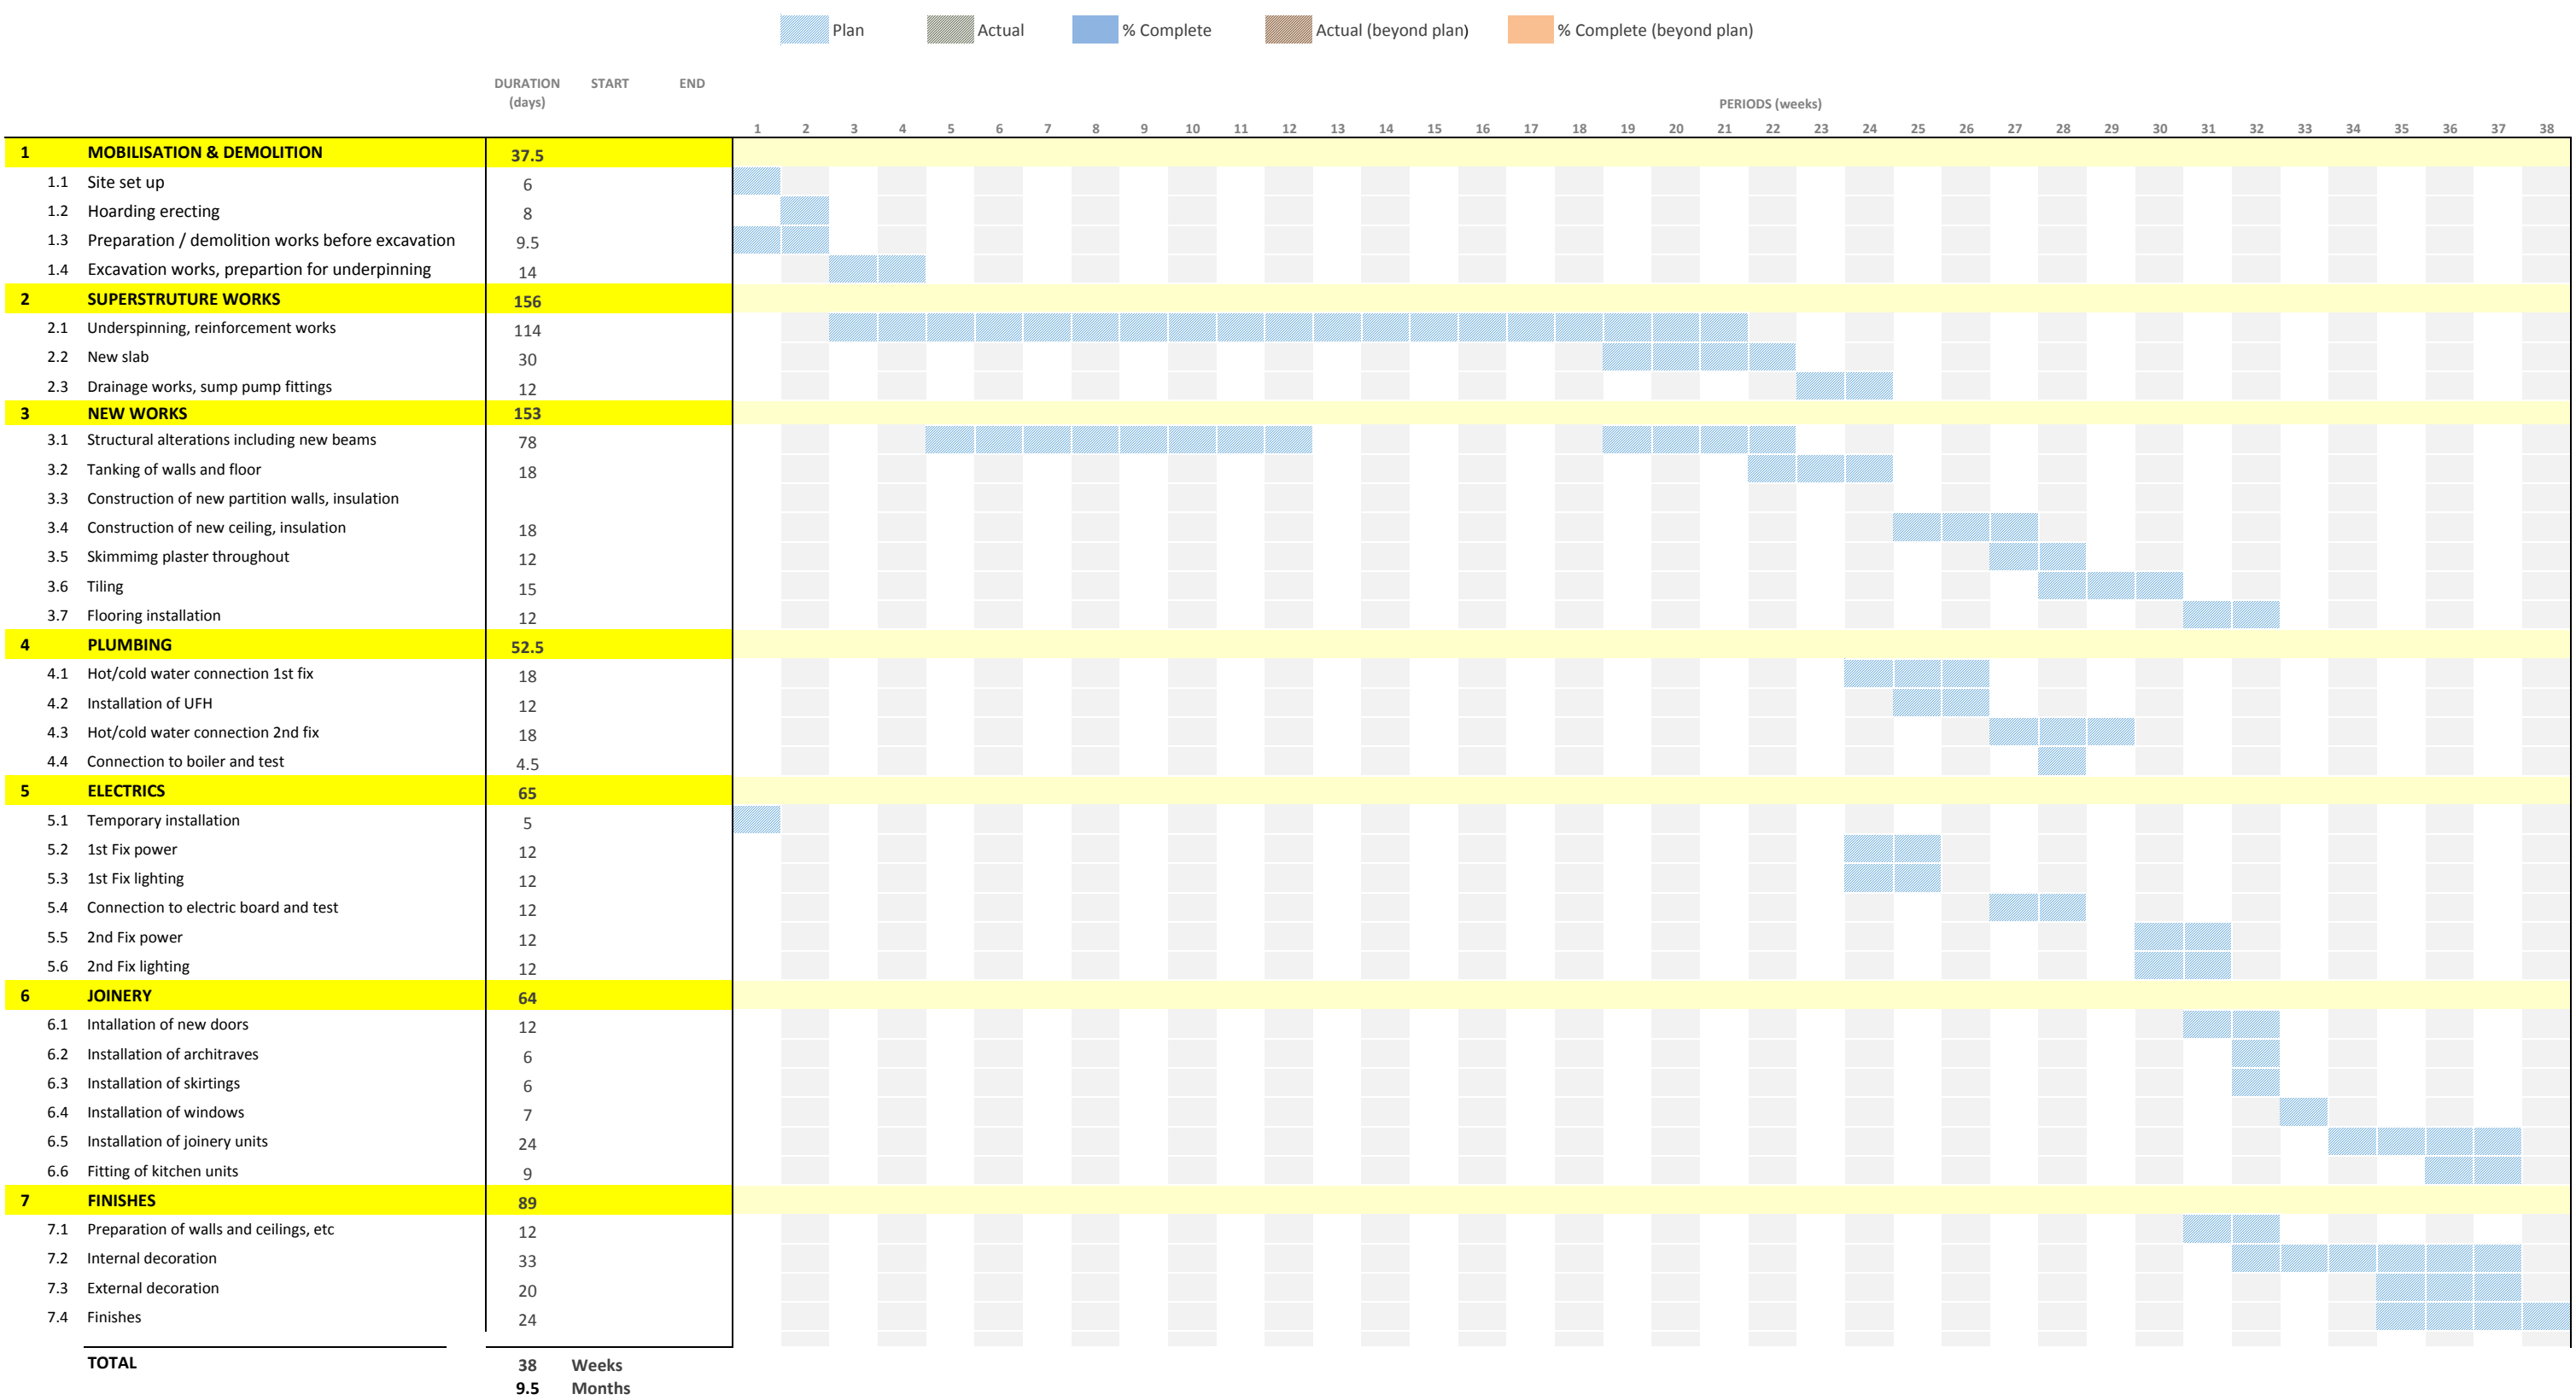 Plan Actual % Complete Actual (beyond plan) % Complete (beyond plan)
DURATION START END
(days)
PERIODS (weeks)
1 2 3 4 5 6 7 8 9 10 11 12 13 14 15 16 17 18 19 20 21 22 23 24 25 26 27 28 29 30 31 32 33 34 35 36 37 38
1 MOBILISATION & DEMOLITION 37.5
1.1 Site set up 6
1.2 Hoarding erecting 8
1.3 Preparation / demolition works before excavation 9.5
1.4 Excavation works, prepartion for underpinning 14
2 SUPERSTRUTURE WORKS 156
2.1 Underspinning, reinforcement works 114
2.2 New slab 30
2.3 Drainage works, sump pump fittings 12
3 NEW WORKS 153
3.1 Structural alterations including new beams 78
3.2 Tanking of walls and floor 18
3.3 Construction of new partition walls, insulation
3.4 Construction of new ceiling, insulation 18
3.5 Skimmimg plaster throughout 12
3.6 Tiling 15
3.7 Flooring installation 12
4 PLUMBING 52.5
4.1 Hot/cold water connection 1st fix 18
4.2 Installation of UFH 12
4.3 Hot/cold water connection 2nd fix 18
4.4 Connection to boiler and test 4.5
5 ELECTRICS 65
5.1 Temporary installation 5
5.2 1st Fix power 12
5.3 1st Fix lighting 12
5.4 Connection to electric board and test 12
5.5 2nd Fix power 12
5.6 2nd Fix lighting 12
6 JOINERY 64
6.1 Intallation of new doors 12
6.2 Installation of architraves 6
6.3 Installation of skirtings 6
6.4 Installation of windows 7
6.5 Installation of joinery units 24
6.6 Fitting of kitchen units 9
7 FINISHES 89
7.1 Preparation of walls and ceilings, etc 12
7.2 Internal decoration 33
7.3 External decoration 20
7.4 Finishes 24
TOTAL 38 Weeks
9.5 Months